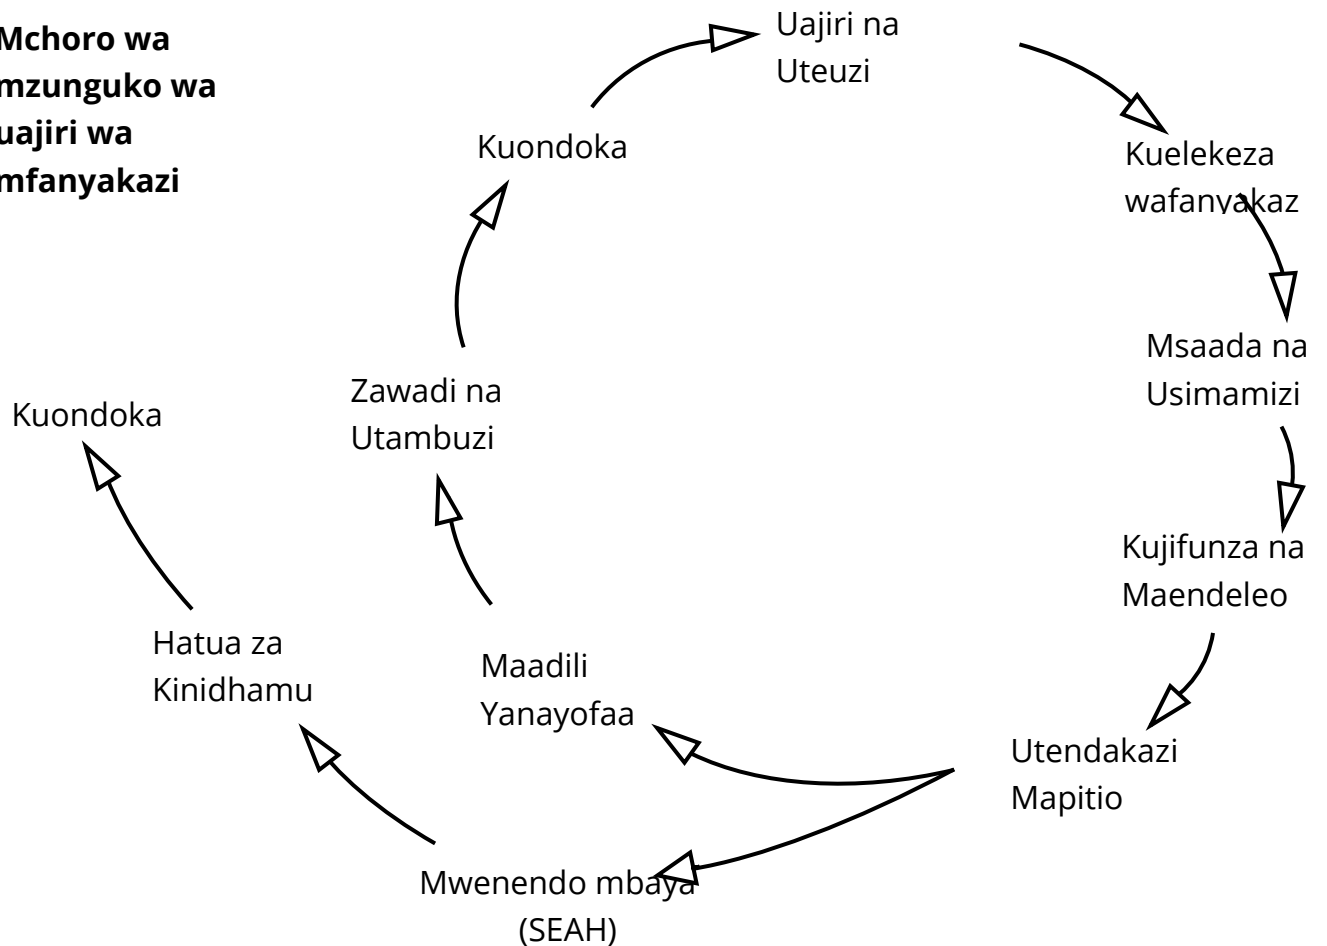 Mchoro wa
mzunguko wa
uajiri wa
mfanyakazi
Uajiri na
Uteuzi
Kuelekeza
wafanyakaz
Msaada na
Usimamizi
Kujifunza na
Maendeleo
Utendakazi
Mapitio
Maadili
Yanayofaa
Zawadi na
Utambuzi
Kuondoka
Mwenendo mbaya
(SEAH)
Hatua za
Kinidhamu
Kuondoka